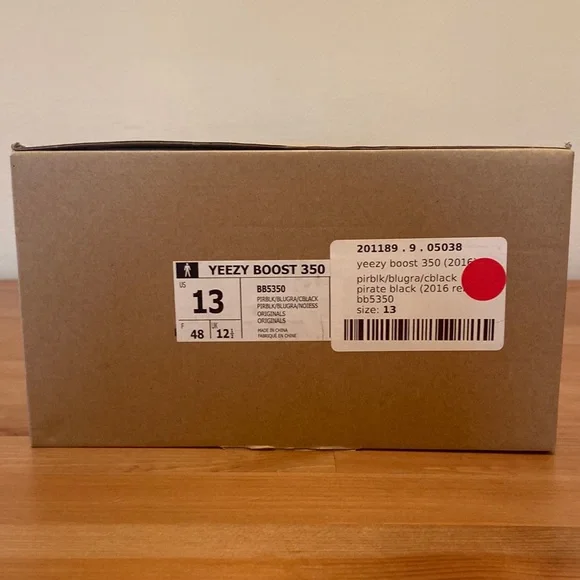 YEEZY BOOST 350
US
13
F
48
UK
12½
BB5350
PIRBLK/BLUGRA/CBLACK
PIRBLK/BLUGRA/NOIESS
ORIGINALS
ORIGINALS
MADE IN CHINA
FABRIQUÉ EN CHINE
201189 . 9 . 05038
yeezy boost 350 (2016
pirblk/blugra/cblack
pirate black (2016 re
bb5350
size: 13